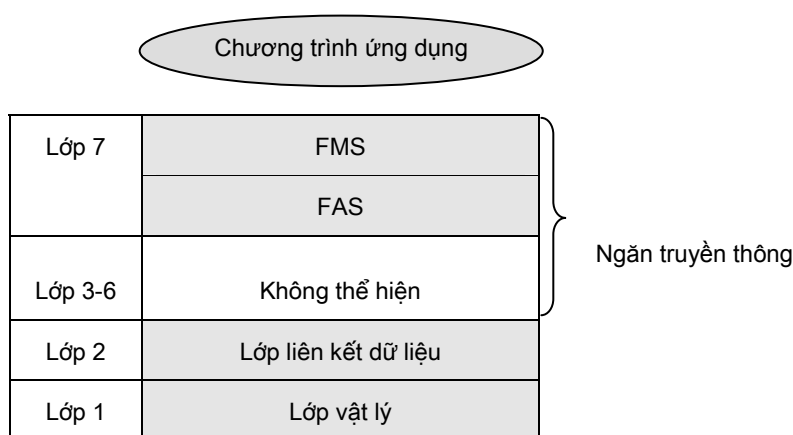 Chương trình ứng dụng
Lớp 7
FMS
FAS
Ngăn truyền thông
Lớp 3-6
Không thể hiện
Lớp 2
Lớp liên kết dữ liệu
Lớp 1
Lớp vật lý